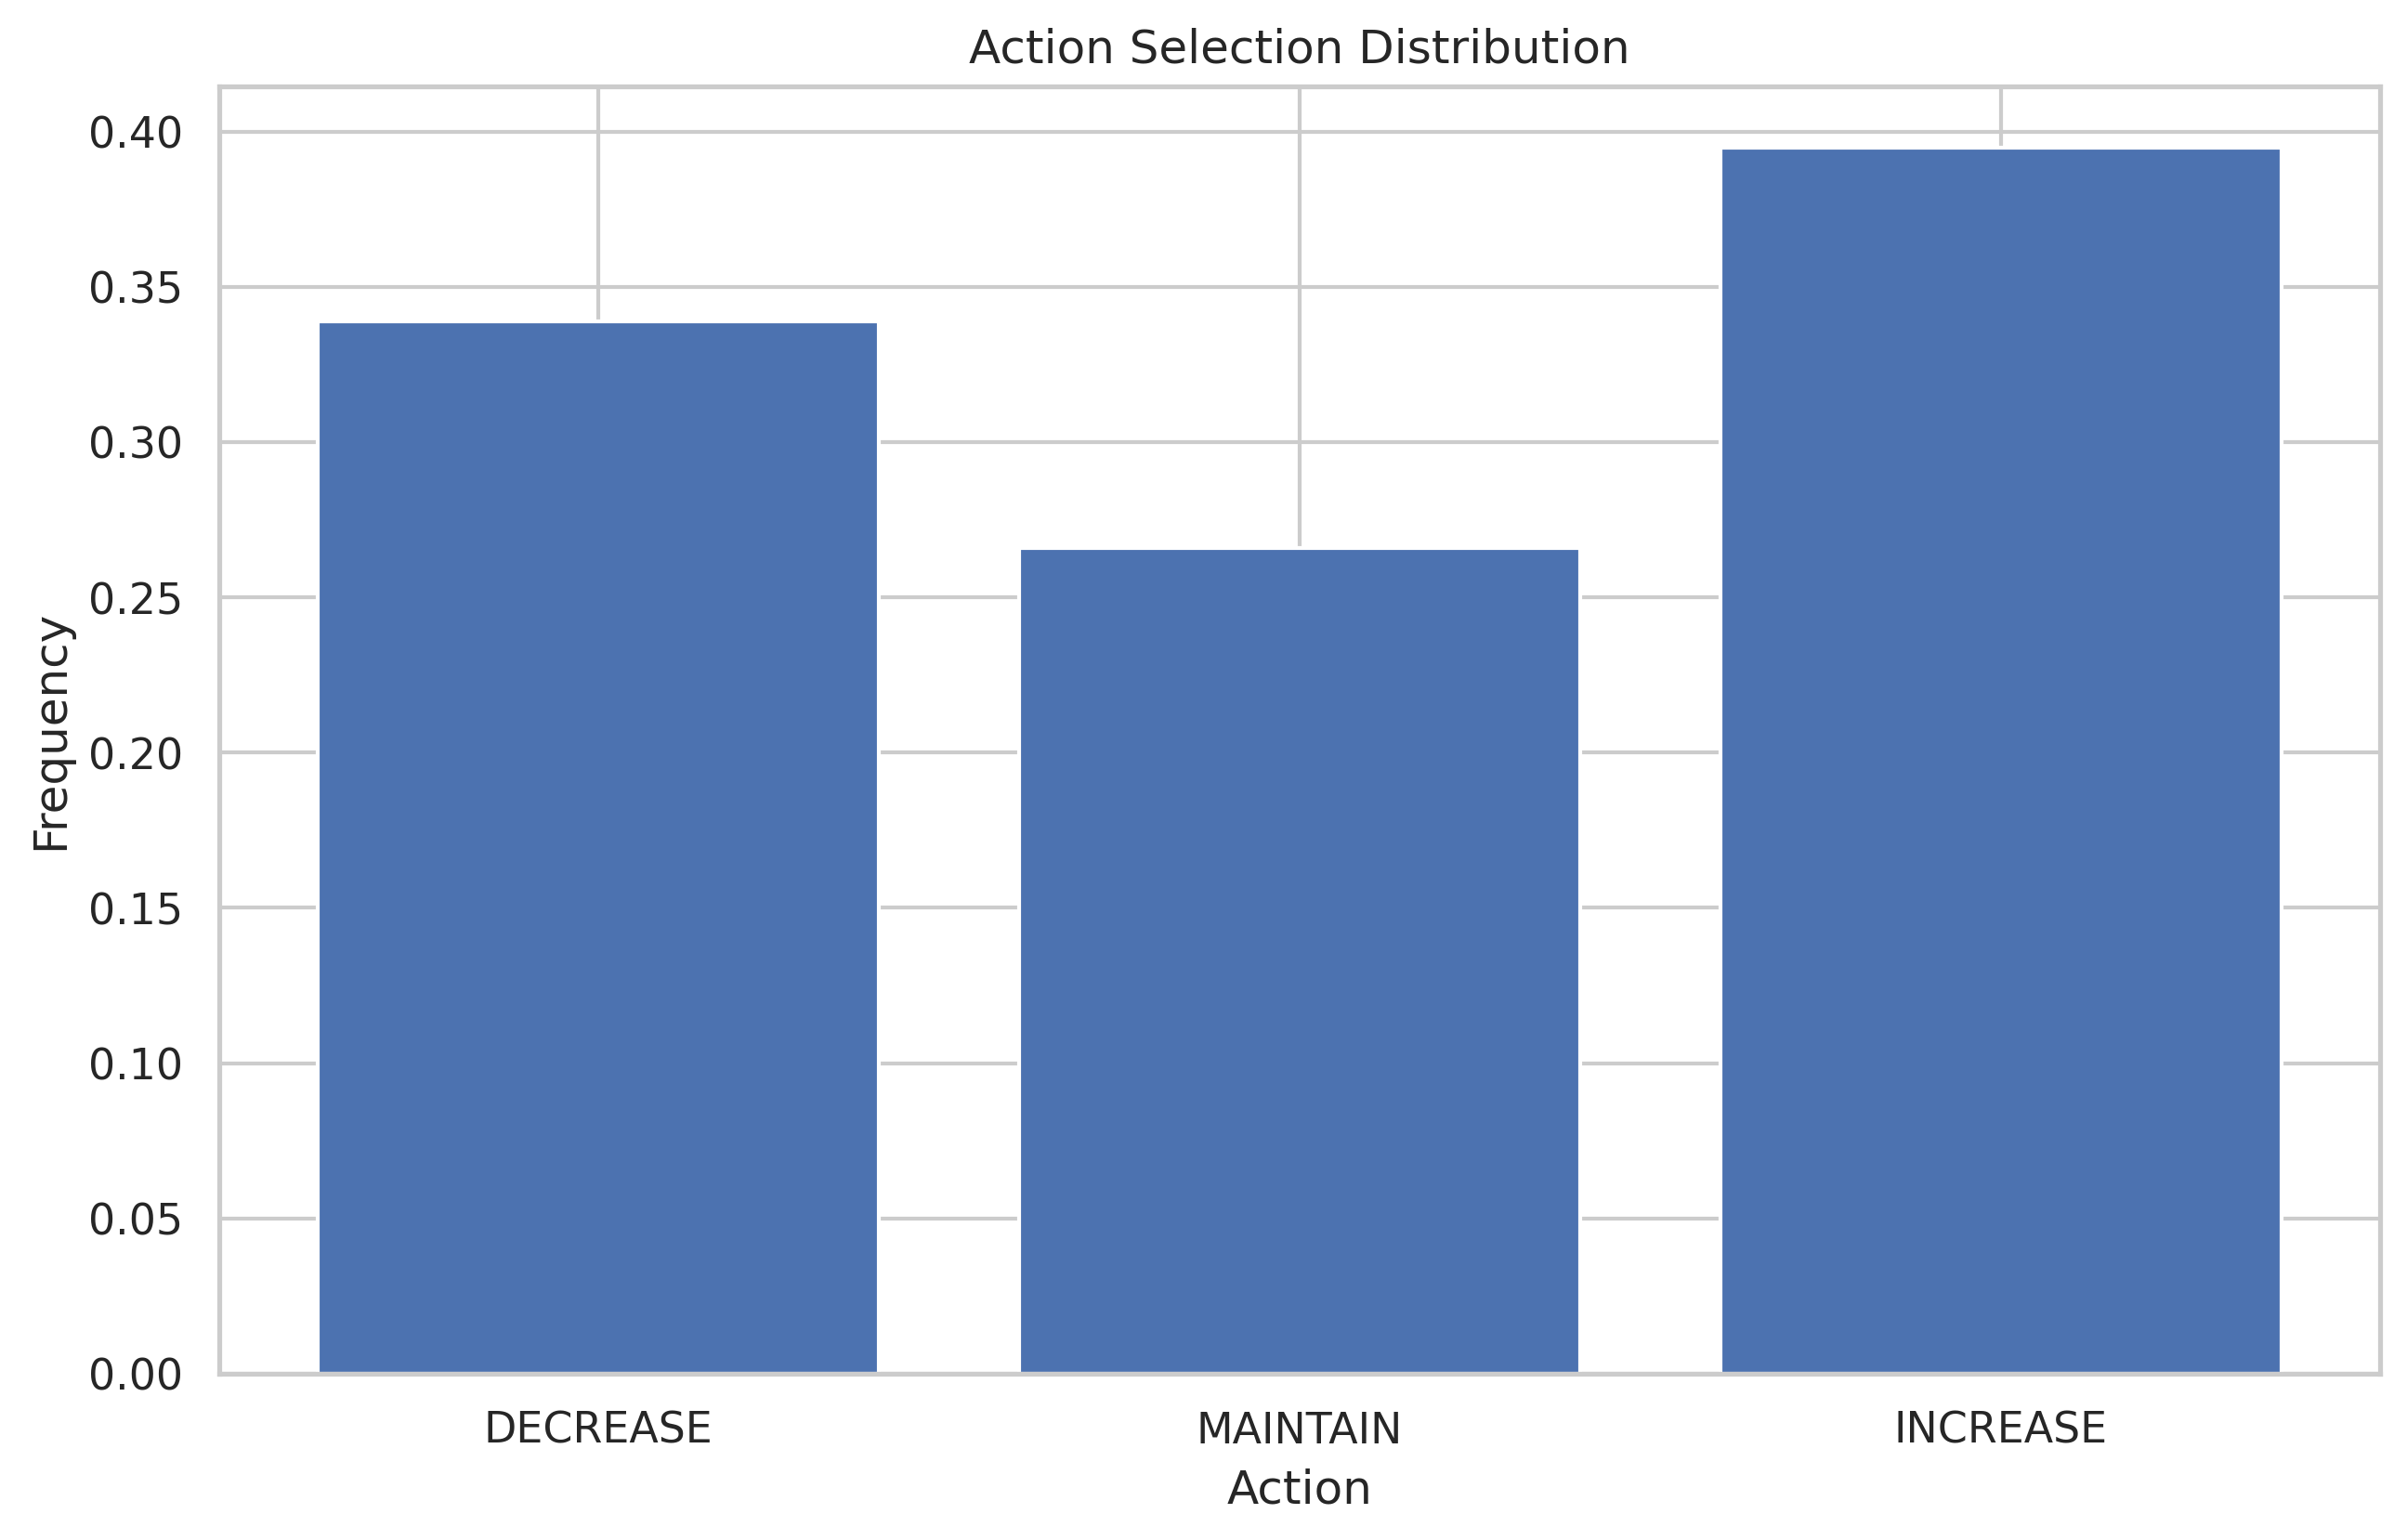 Action Selection Distribution
0.40
0.35
0.30
0.25
0.20
0.15
0.10
0.05
0.00
Frequency
DECREASE MAINTAIN INCREASE
Action